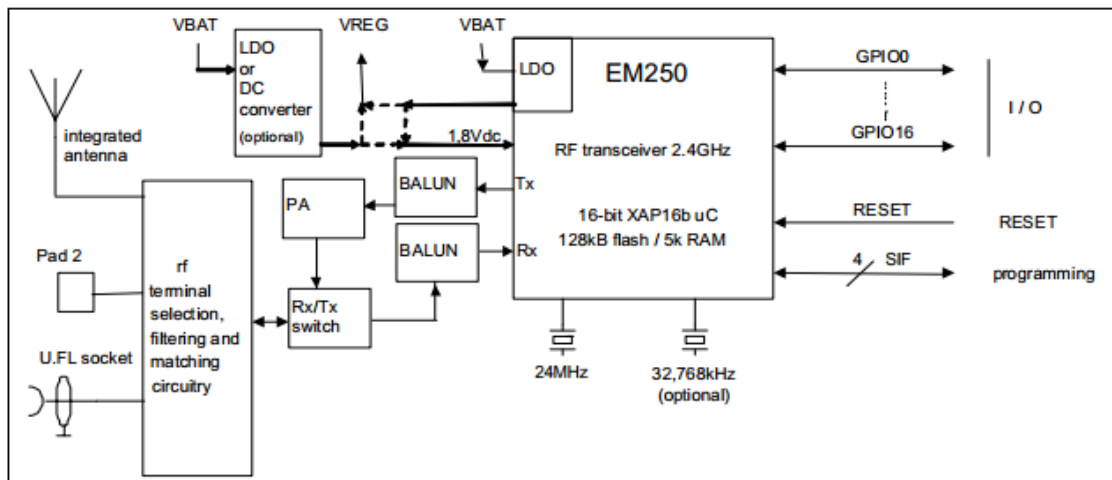 VBAT
LDO
or
DC
converter
(optional)
VREG
VBAT
LDO
EM250
1,8Vdc
RF transceiver 2.4GHz
16-bit XAP16b uC
128kB flash / 5k RAM
Tx
Rx
GPIO0
GPIO16
I / O
RESET
RESET
4
SIF
programming
integrated
antenna
BALUN
PA
BALUN
Pad 2
rf
terminal
selection,
filtering and
matching
circuitry
Rx/Tx
switch
U.FL socket
24MHz
32,768kHz
(optional)